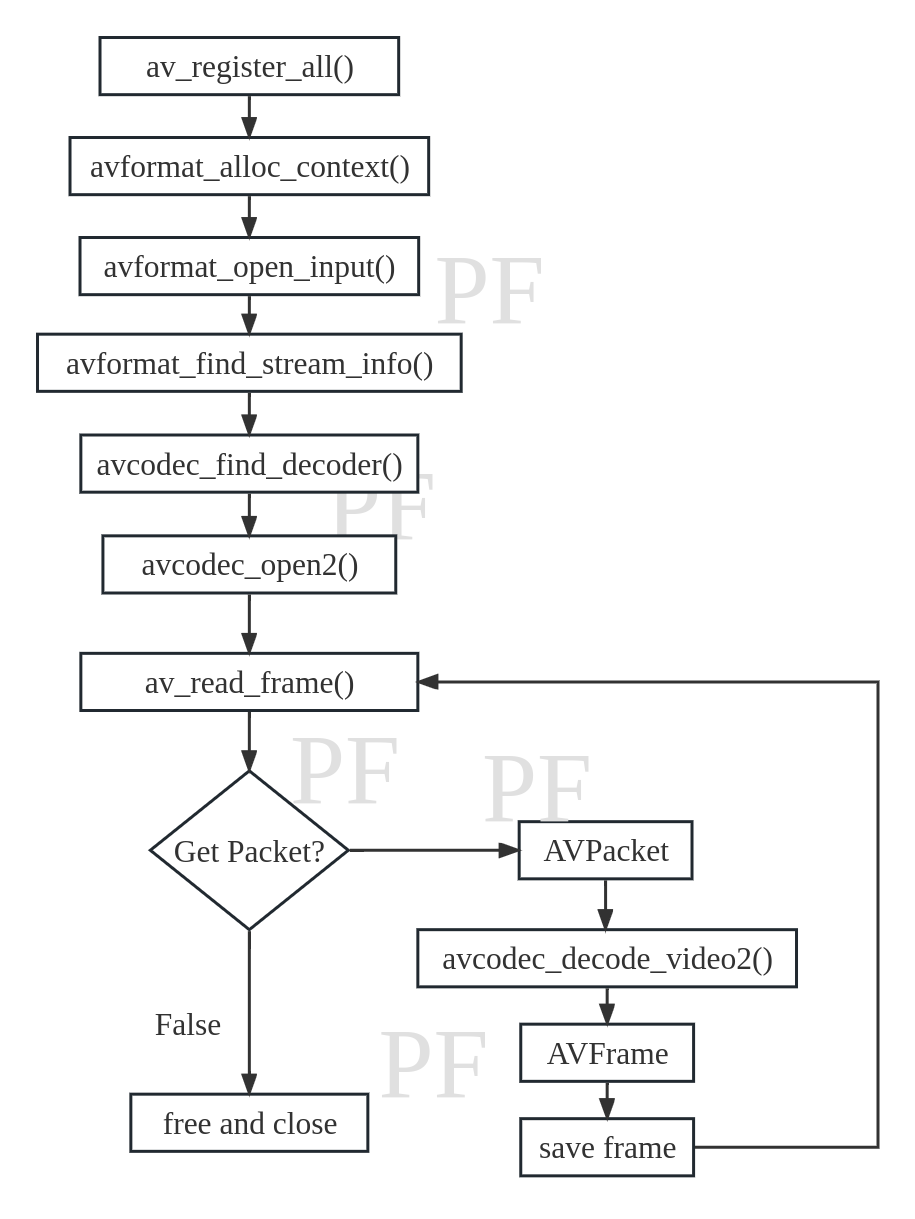 av_register_all()
avformat_alloc_context()
avformat_open_input()
PF
avformat_find_stream_info()
avcodec_find_decoder()
PF
avcodec_open2()
av_read_frame()
PF
PF
Get Packet?
AVPacket
avcodec_decode_video2()
False
AVFrame
PF
free and close
save frame